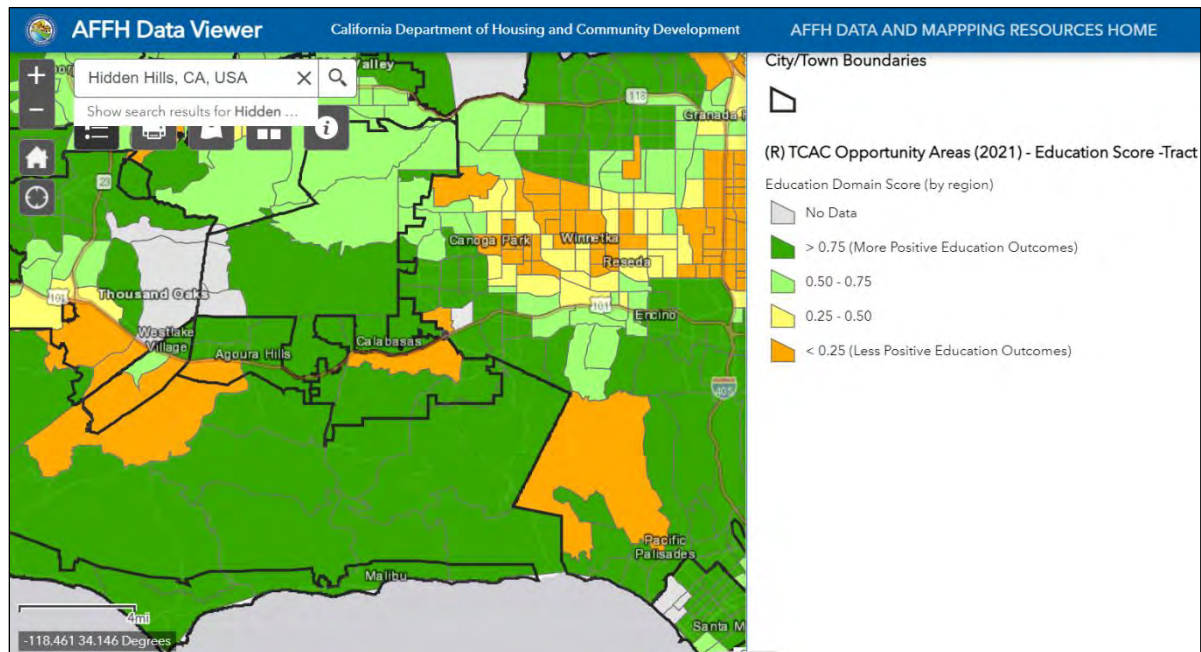 AFFH Data Viewer
California Department of Housing and Community Development
AFFH DATA AND MAPPPING RESOURCES HOME
+
Hidden Hills, CA, USA
Show search results for Hidden ...
−
Valley
118
Granada
23
Canoga Park
Winnetka
Reseda
101
Thousand Oaks
101
Encino
Westlake
Village
Agoura Hills
Calabasas
405
Pacific
Palisades
Malibu
Santa M
4mi
-118.461 34.146 Degrees
City/Town Boundaries
(R) TCAC Opportunity Areas (2021) - Education Score -Tract
Education Domain Score (by region)
No Data
> 0.75 (More Positive Education Outcomes)
0.50 - 0.75
0.25 - 0.50
< 0.25 (Less Positive Education Outcomes)